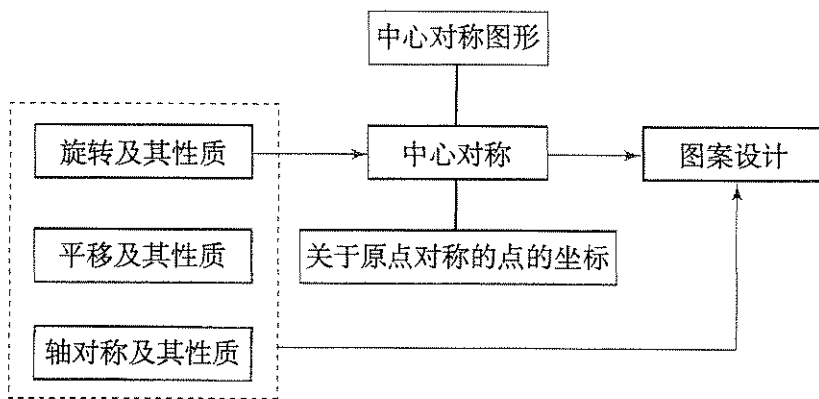 中心对称图形
旋转及其性质
中心对称
图案设计
平移及其性质
关于原点对称的点的坐标
轴对称及其性质